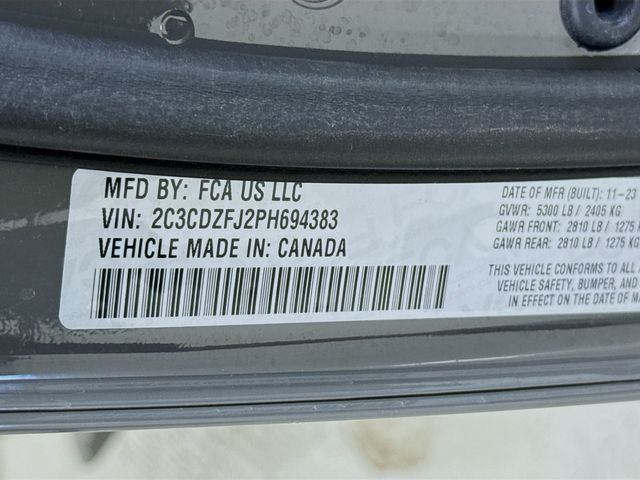 MFD BY: FCA US LLC
VIN: 2C3CDZFJ2PH694383
VEHICLE MADE IN: CANADA
DATE OF MFR (BUILT): 11-23
GVWR: 5300 LB / 2405 KG
GAWR FRONT: 2810 LB / 1275
GAWR REAR: 2810 LB / 1275 KG
THIS VEHICLE CONFORMS TO ALL
VEHICLE SAFETY, BUMPER, AND
IN EFFECT ON THE DATE OF